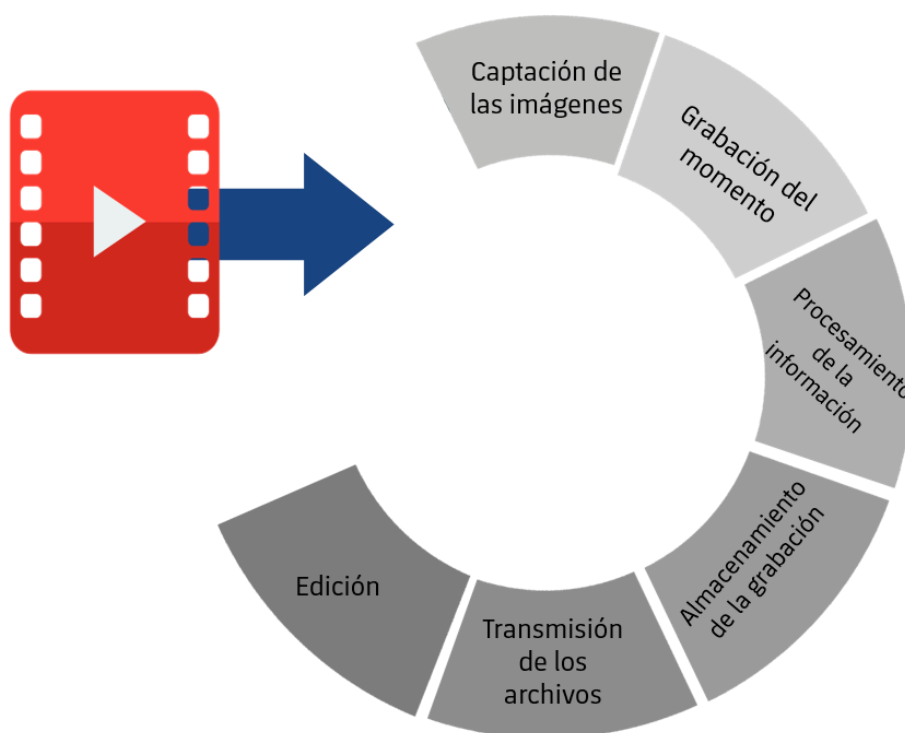 Captación de
las imágenes
Grabación del
momento
Procesamiento
de la
información
Almacenamiento
de la grabación
Transmisión
de los
archivos
Edición